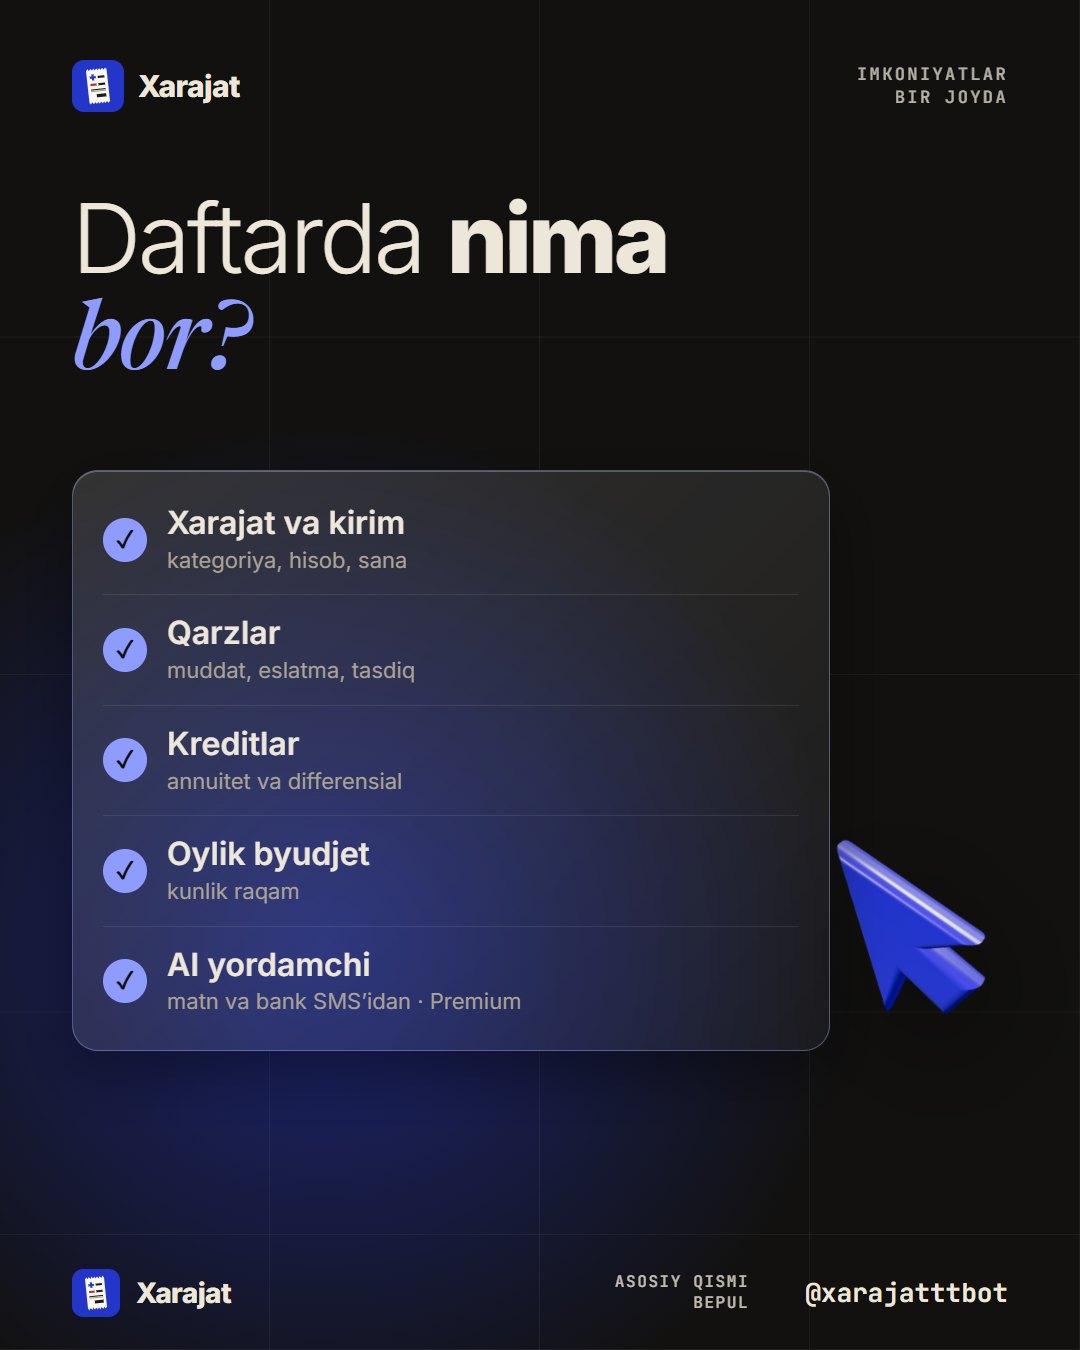 Xarajat
IMKONIYATLAR
BIR JOYDA
Daftarda nima
bor?
Xarajat va kirim
kategoriya, hisob, sana
Qarzlar
muddat, eslatma, tasdiq
Kreditlar
annuitet va differensial
Oylik byudjet
kunlik raqam
AI yordamchi
matn va bank SMS'idan · Premium
Xarajat
ASOSIY QISMI
BEPUL
@xarajatttbot